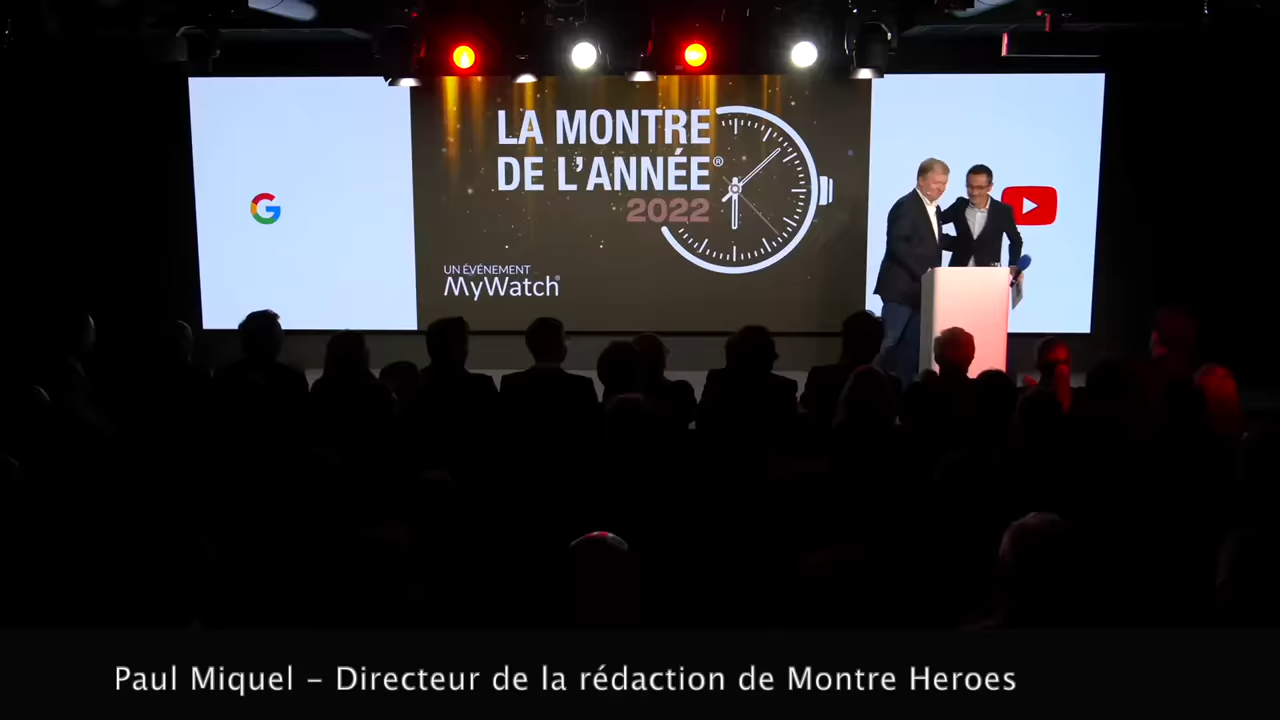 LA MONTRE
DE L'ANNÉE®
2022
UN ÉVÉNEMENT
MyWatch®
G
Paul Miquel – Directeur de la rédaction de Montre Heroes